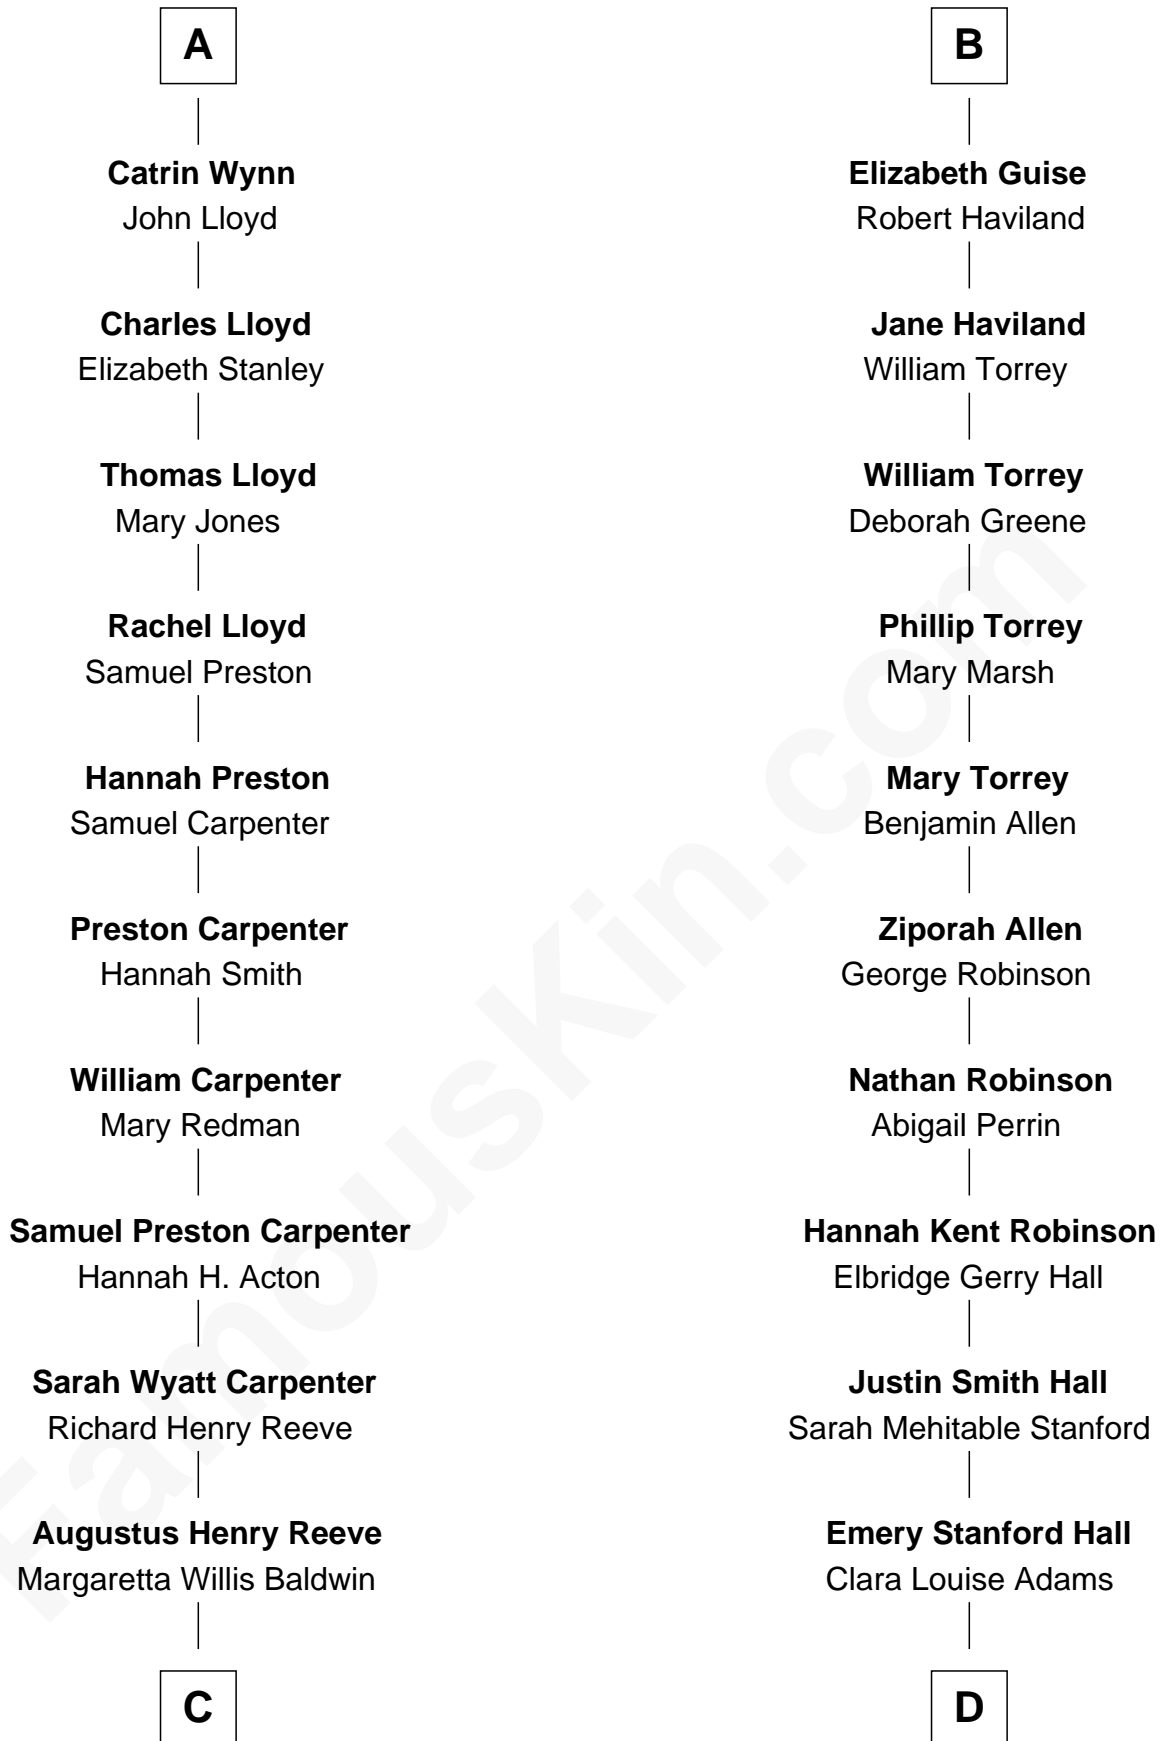 A
Catrin Wynn
John Lloyd
Charles Lloyd
Elizabeth Stanley
Thomas Lloyd
Mary Jones
Rachel Lloyd
Samuel Preston
Hannah Preston
Samuel Carpenter
Preston Carpenter
Hannah Smith
William Carpenter
Mary Redman
Samuel Preston Carpenter
Hannah H. Acton
Sarah Wyatt Carpenter
Richard Henry Reeve
Augustus Henry Reeve
Margaretta Willis Baldwin
C
B
Elizabeth Guise
Robert Haviland
Jane Haviland
William Torrey
William Torrey
Deborah Greene
Phillip Torrey
Mary Marsh
Mary Torrey
Benjamin Allen
Ziporah Allen
George Robinson
Nathan Robinson
Abigail Perrin
Hannah Kent Robinson
Elbridge Gerry Hall
Justin Smith Hall
Sarah Mehitable Stanford
Emery Stanford Hall
Clara Louise Adams
D
FamousKin.com